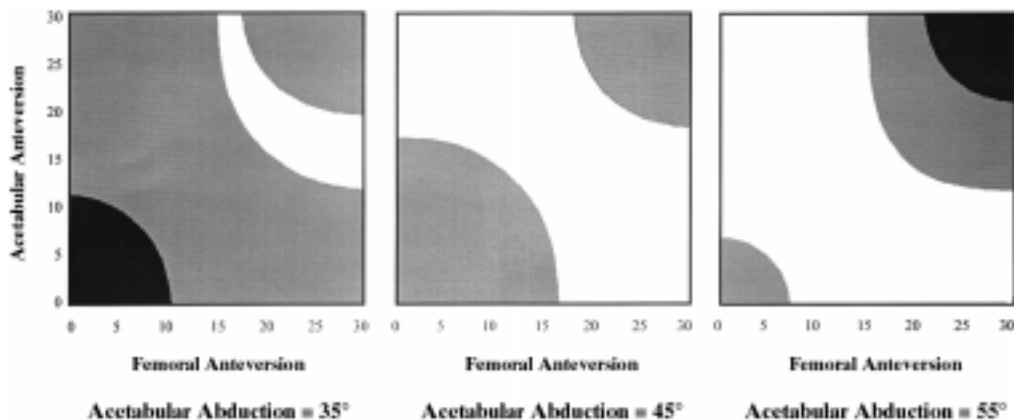 Acetabular Anteversion
30
25
20
15
10
5
0
0 5 10 15 20 25 30
0 5 10 15 20 25 30
0 5 10 15 20 25 30
Femoral Anteversion
Femoral Anteversion
Femoral Anteversion
Acetabular Abduction = 35°
Acetabular Abduction = 45°
Acetabular Abduction = 55°